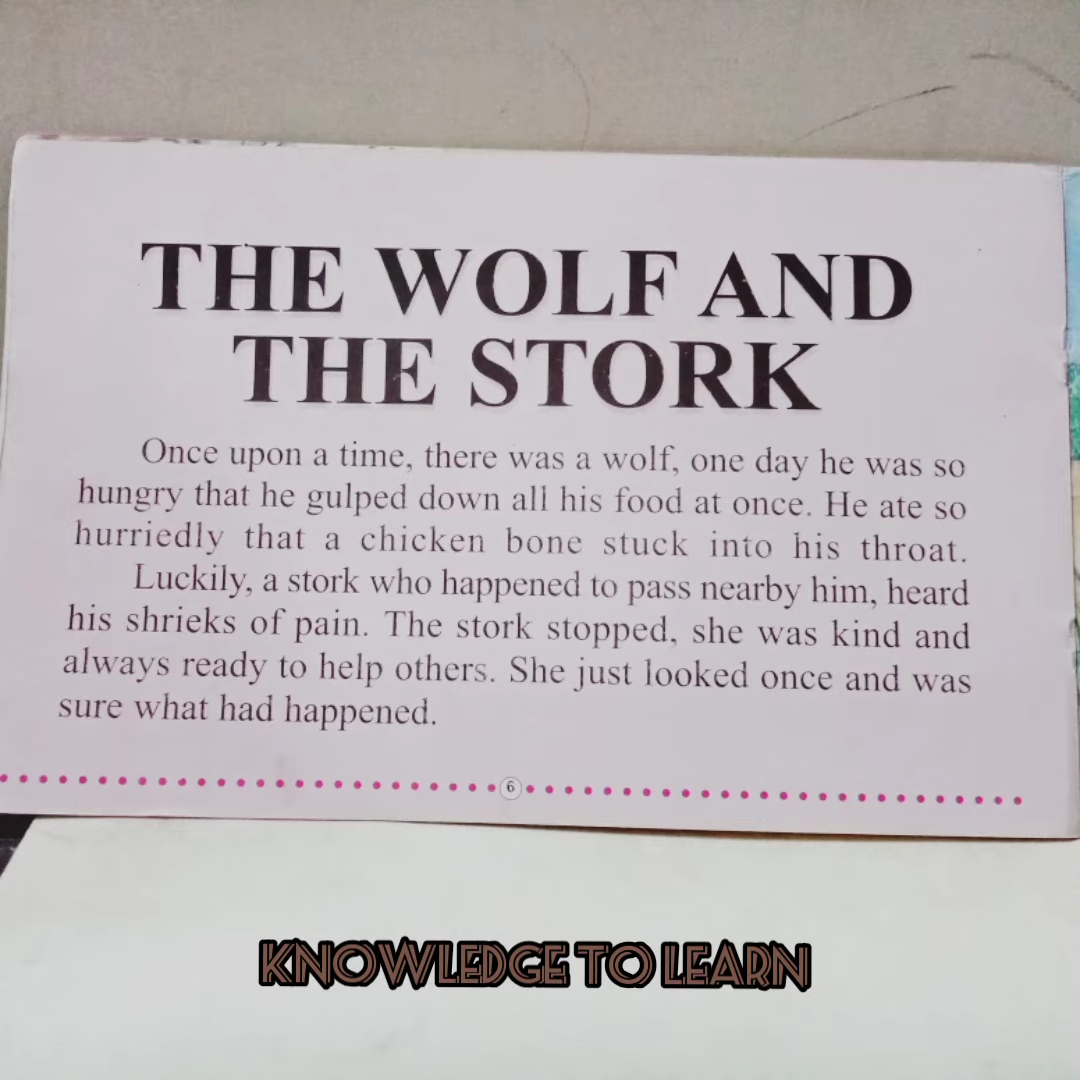 THE WOLF AND
THE STORK
Once upon a time, there was a wolf, one day he was so
hungry that he gulped down all his food at once. He ate so
hurriedly that a chicken bone stuck into his throat.
Luckily, a stork who happened to pass nearby him, heard
his shrieks of pain. The stork stopped, she was kind and
always ready to help others. She just looked once and was
sure what had happened.
6
KNOWLEDGE TO LEARN